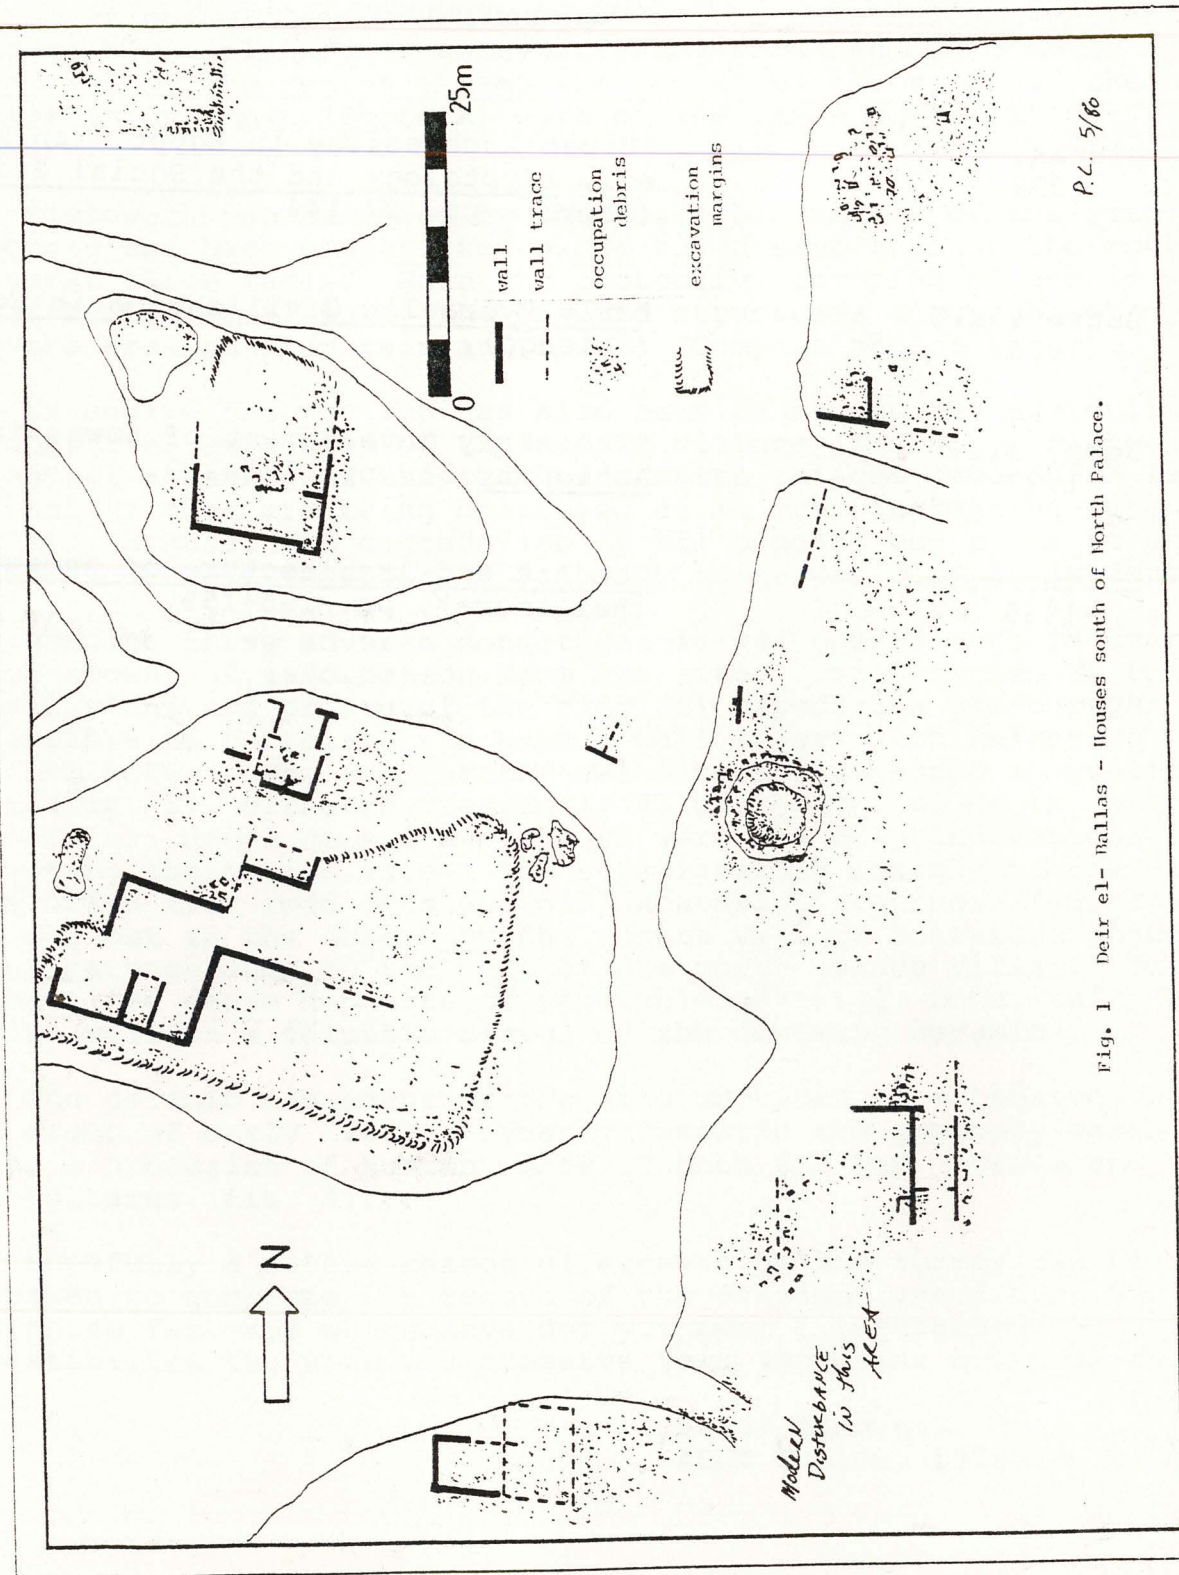 N
0 25m
wall
wall trace
occupation
debris
excavation
margins
Modern
Disturbance
in this
AREA
P.L. 5/80
Fig. 1 Deir el- Ballas - Houses south of North Palace.